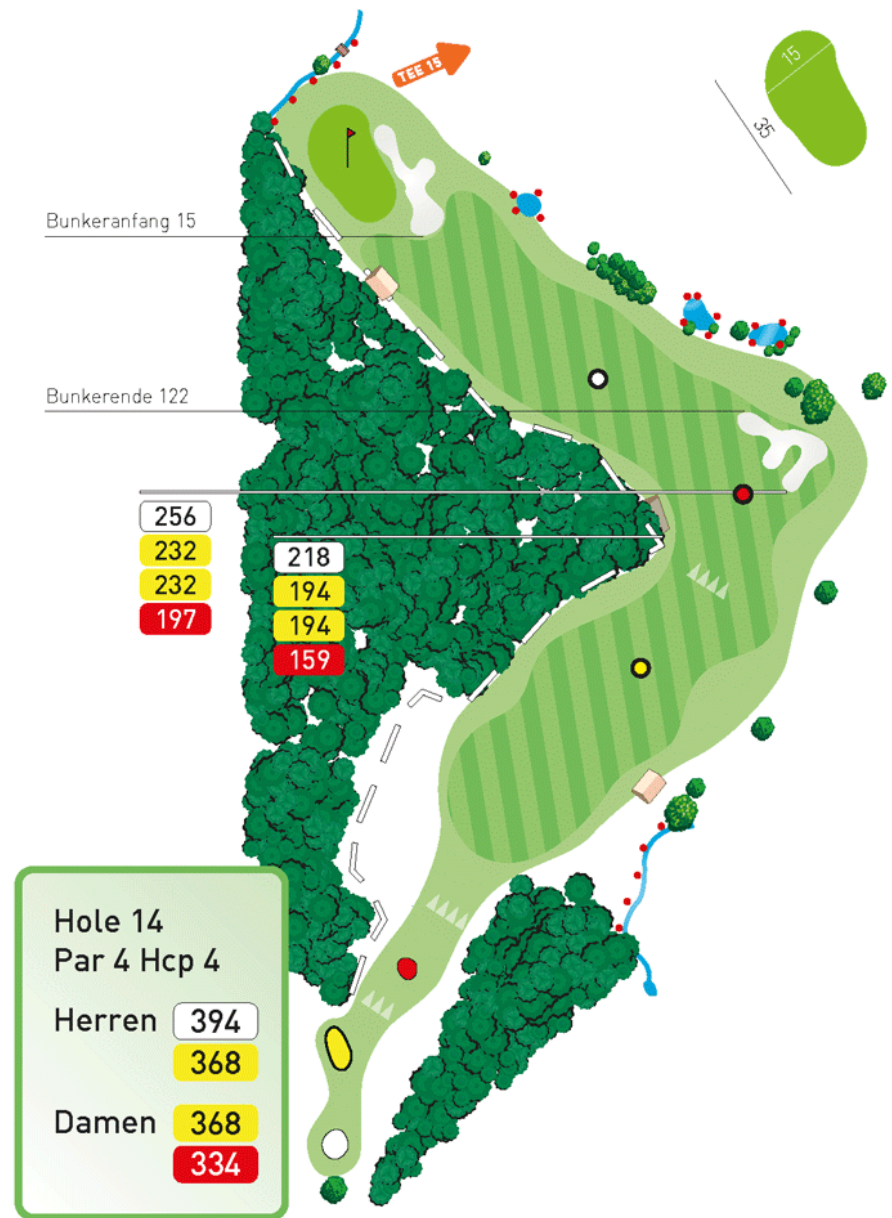 TEE 15
15
35
Bunkeranfang 15
Bunkerende 122
256
232
232
197
218
194
194
159
Hole 14
Par 4 Hcp 4
Herren 394
368
Damen 368
334